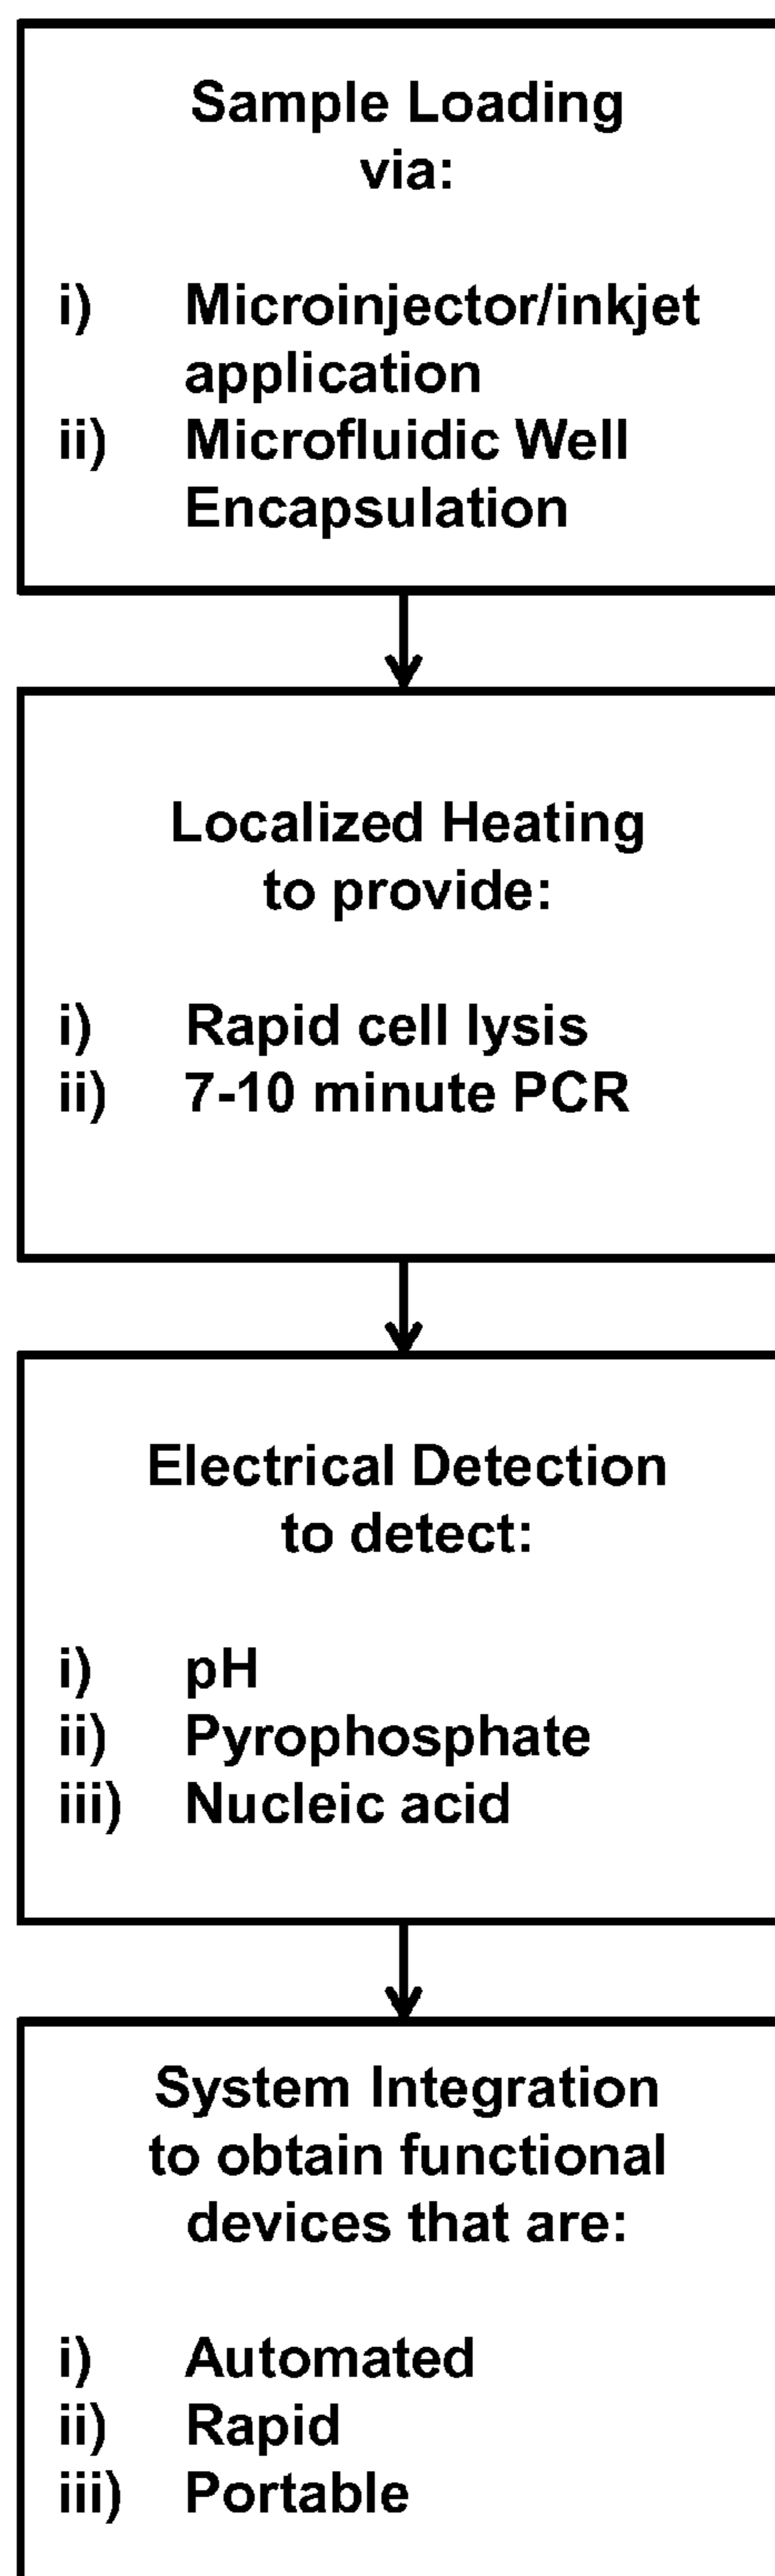 Sample Loading
via:
i) Microinjector/inkjet
application
ii) Microfluidic Well
Encapsulation
Localized Heating
to provide:
i) Rapid cell lysis
ii) 7-10 minute PCR
Electrical Detection
to detect:
i) pH
ii) Pyrophosphate
iii) Nucleic acid
System Integration
to obtain functional
devices that are:
i) Automated
ii) Rapid
iii) Portable